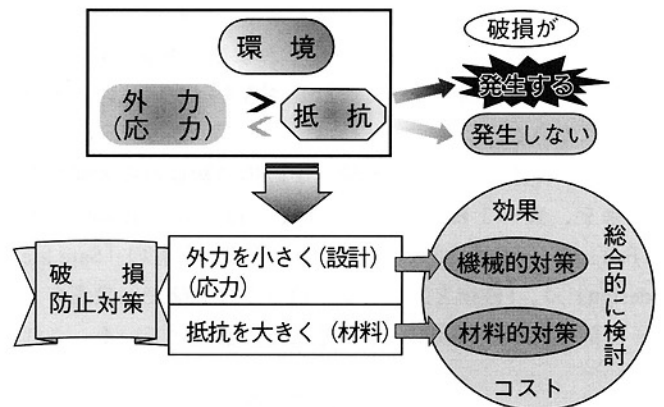 環 境
外 力
(応 力)
抵 抗
破損が
発生する
発生しない
破 損
防止対策
外力を小さく(設計)
(応力)
抵抗を大きく(材料)
効果
機械的対策
材料的対策
コスト
総合的に検討